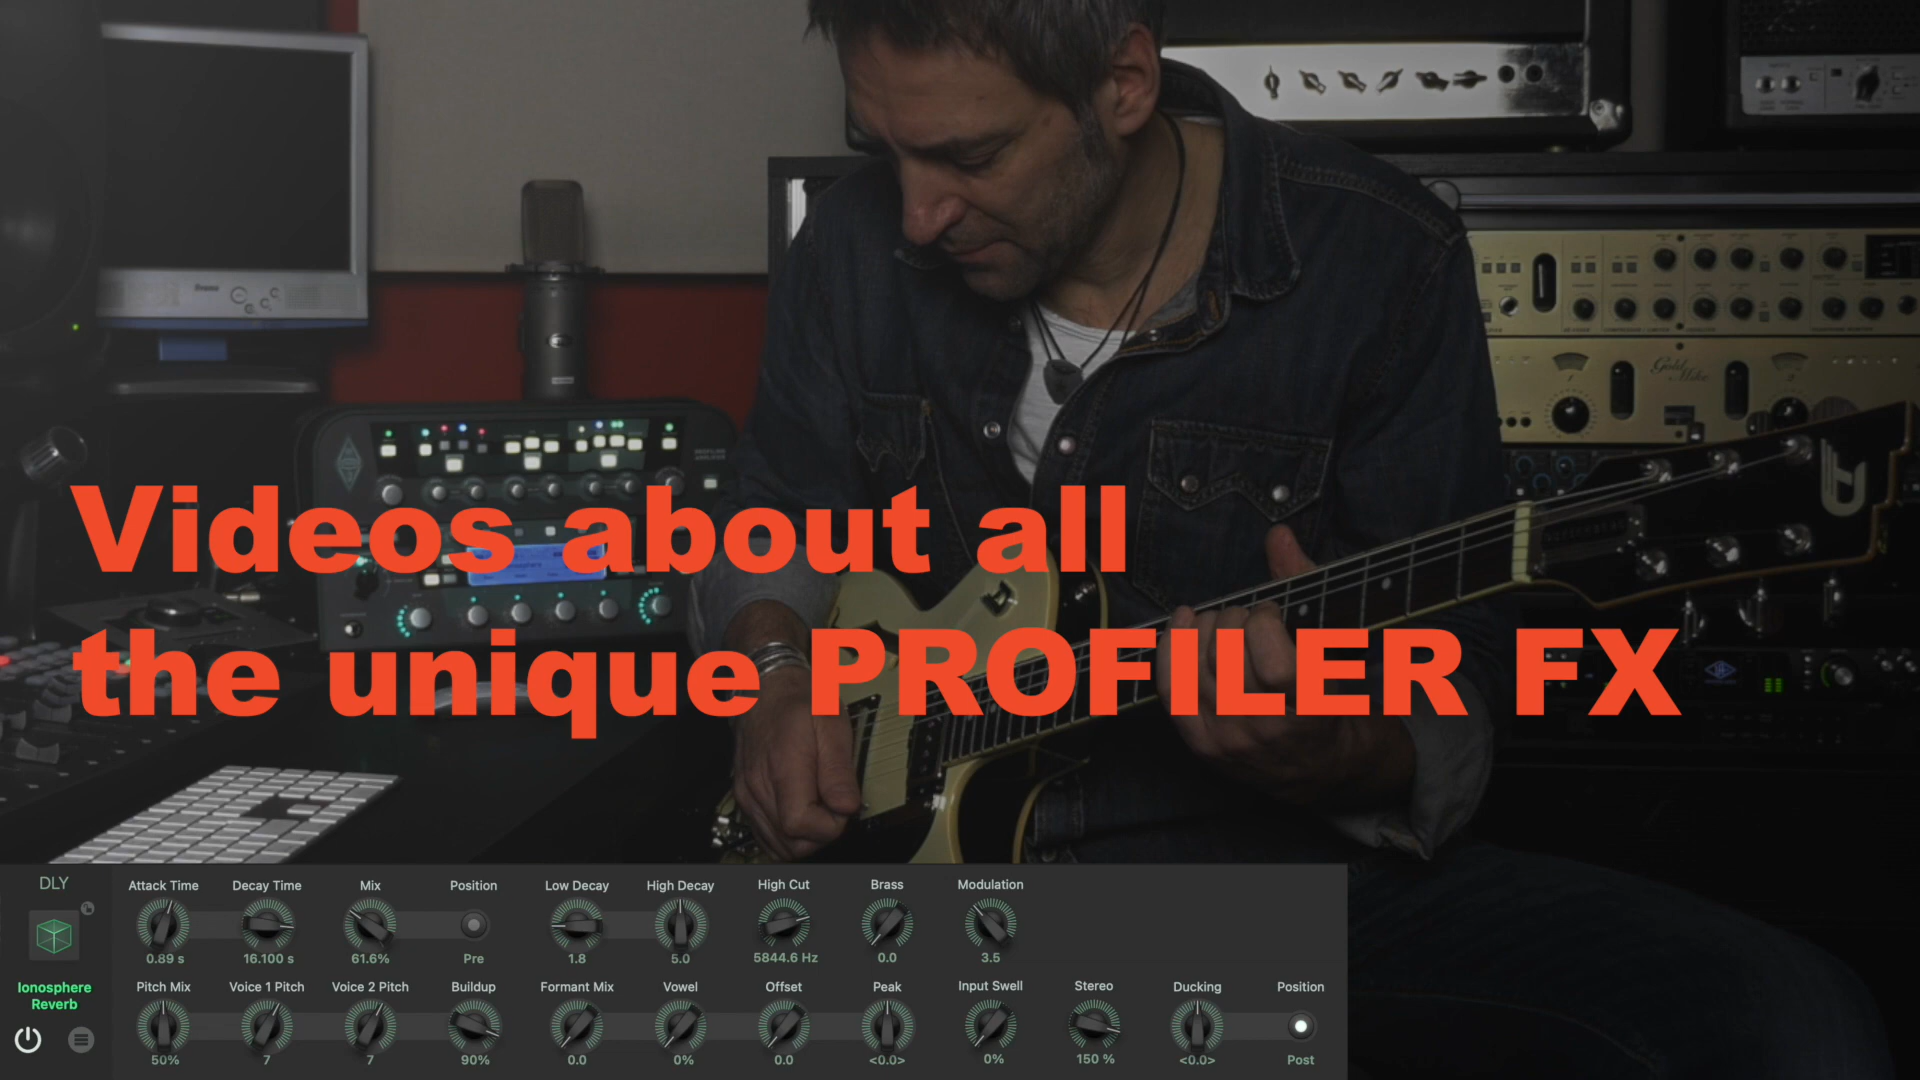 PROFILING
AMPLIFIER
Gold
Mike
Videos about all
the unique PROFILER FX
DLY
Attack Time Decay Time Mix Position Low Decay High Decay High Cut Brass Modulation
0.89 s 16.100 s 61.6% Pre 1.8 5.0 5844.6 Hz 0.0 3.5
Ionosphere
Reverb
Pitch Mix Voice 1 Pitch Voice 2 Pitch Buildup Formant Mix Vowel Offset Peak Input Swell Stereo Ducking Position
50% 7 7 90% 0.0 0% 0.0 <0.0> 0% 150 % <0.0> Post